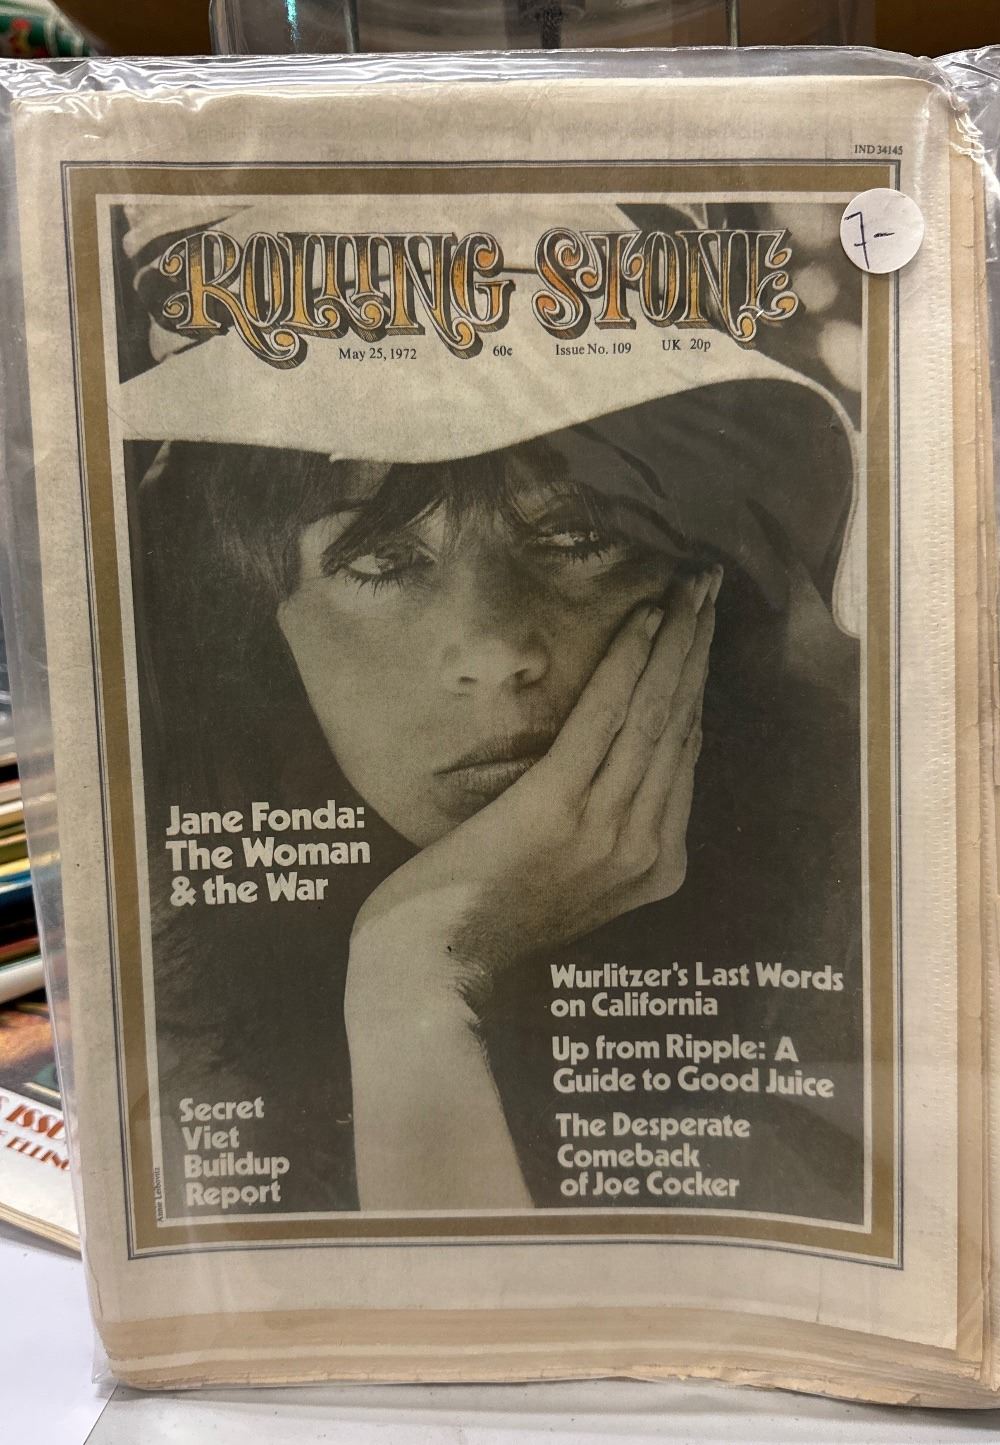 IND 34145
ROLLING STONE
7-
May 25, 1972 60¢ Issue No. 109 UK 20p
Jane Fonda:
The Woman
& the War
Wurlitzer's Last Words
on California
Up from Ripple: A
Guide to Good Juice
The Desperate
Comeback
of Joe Cocker
Secret
Viet
Buildup
Report
Annie Leibovitz